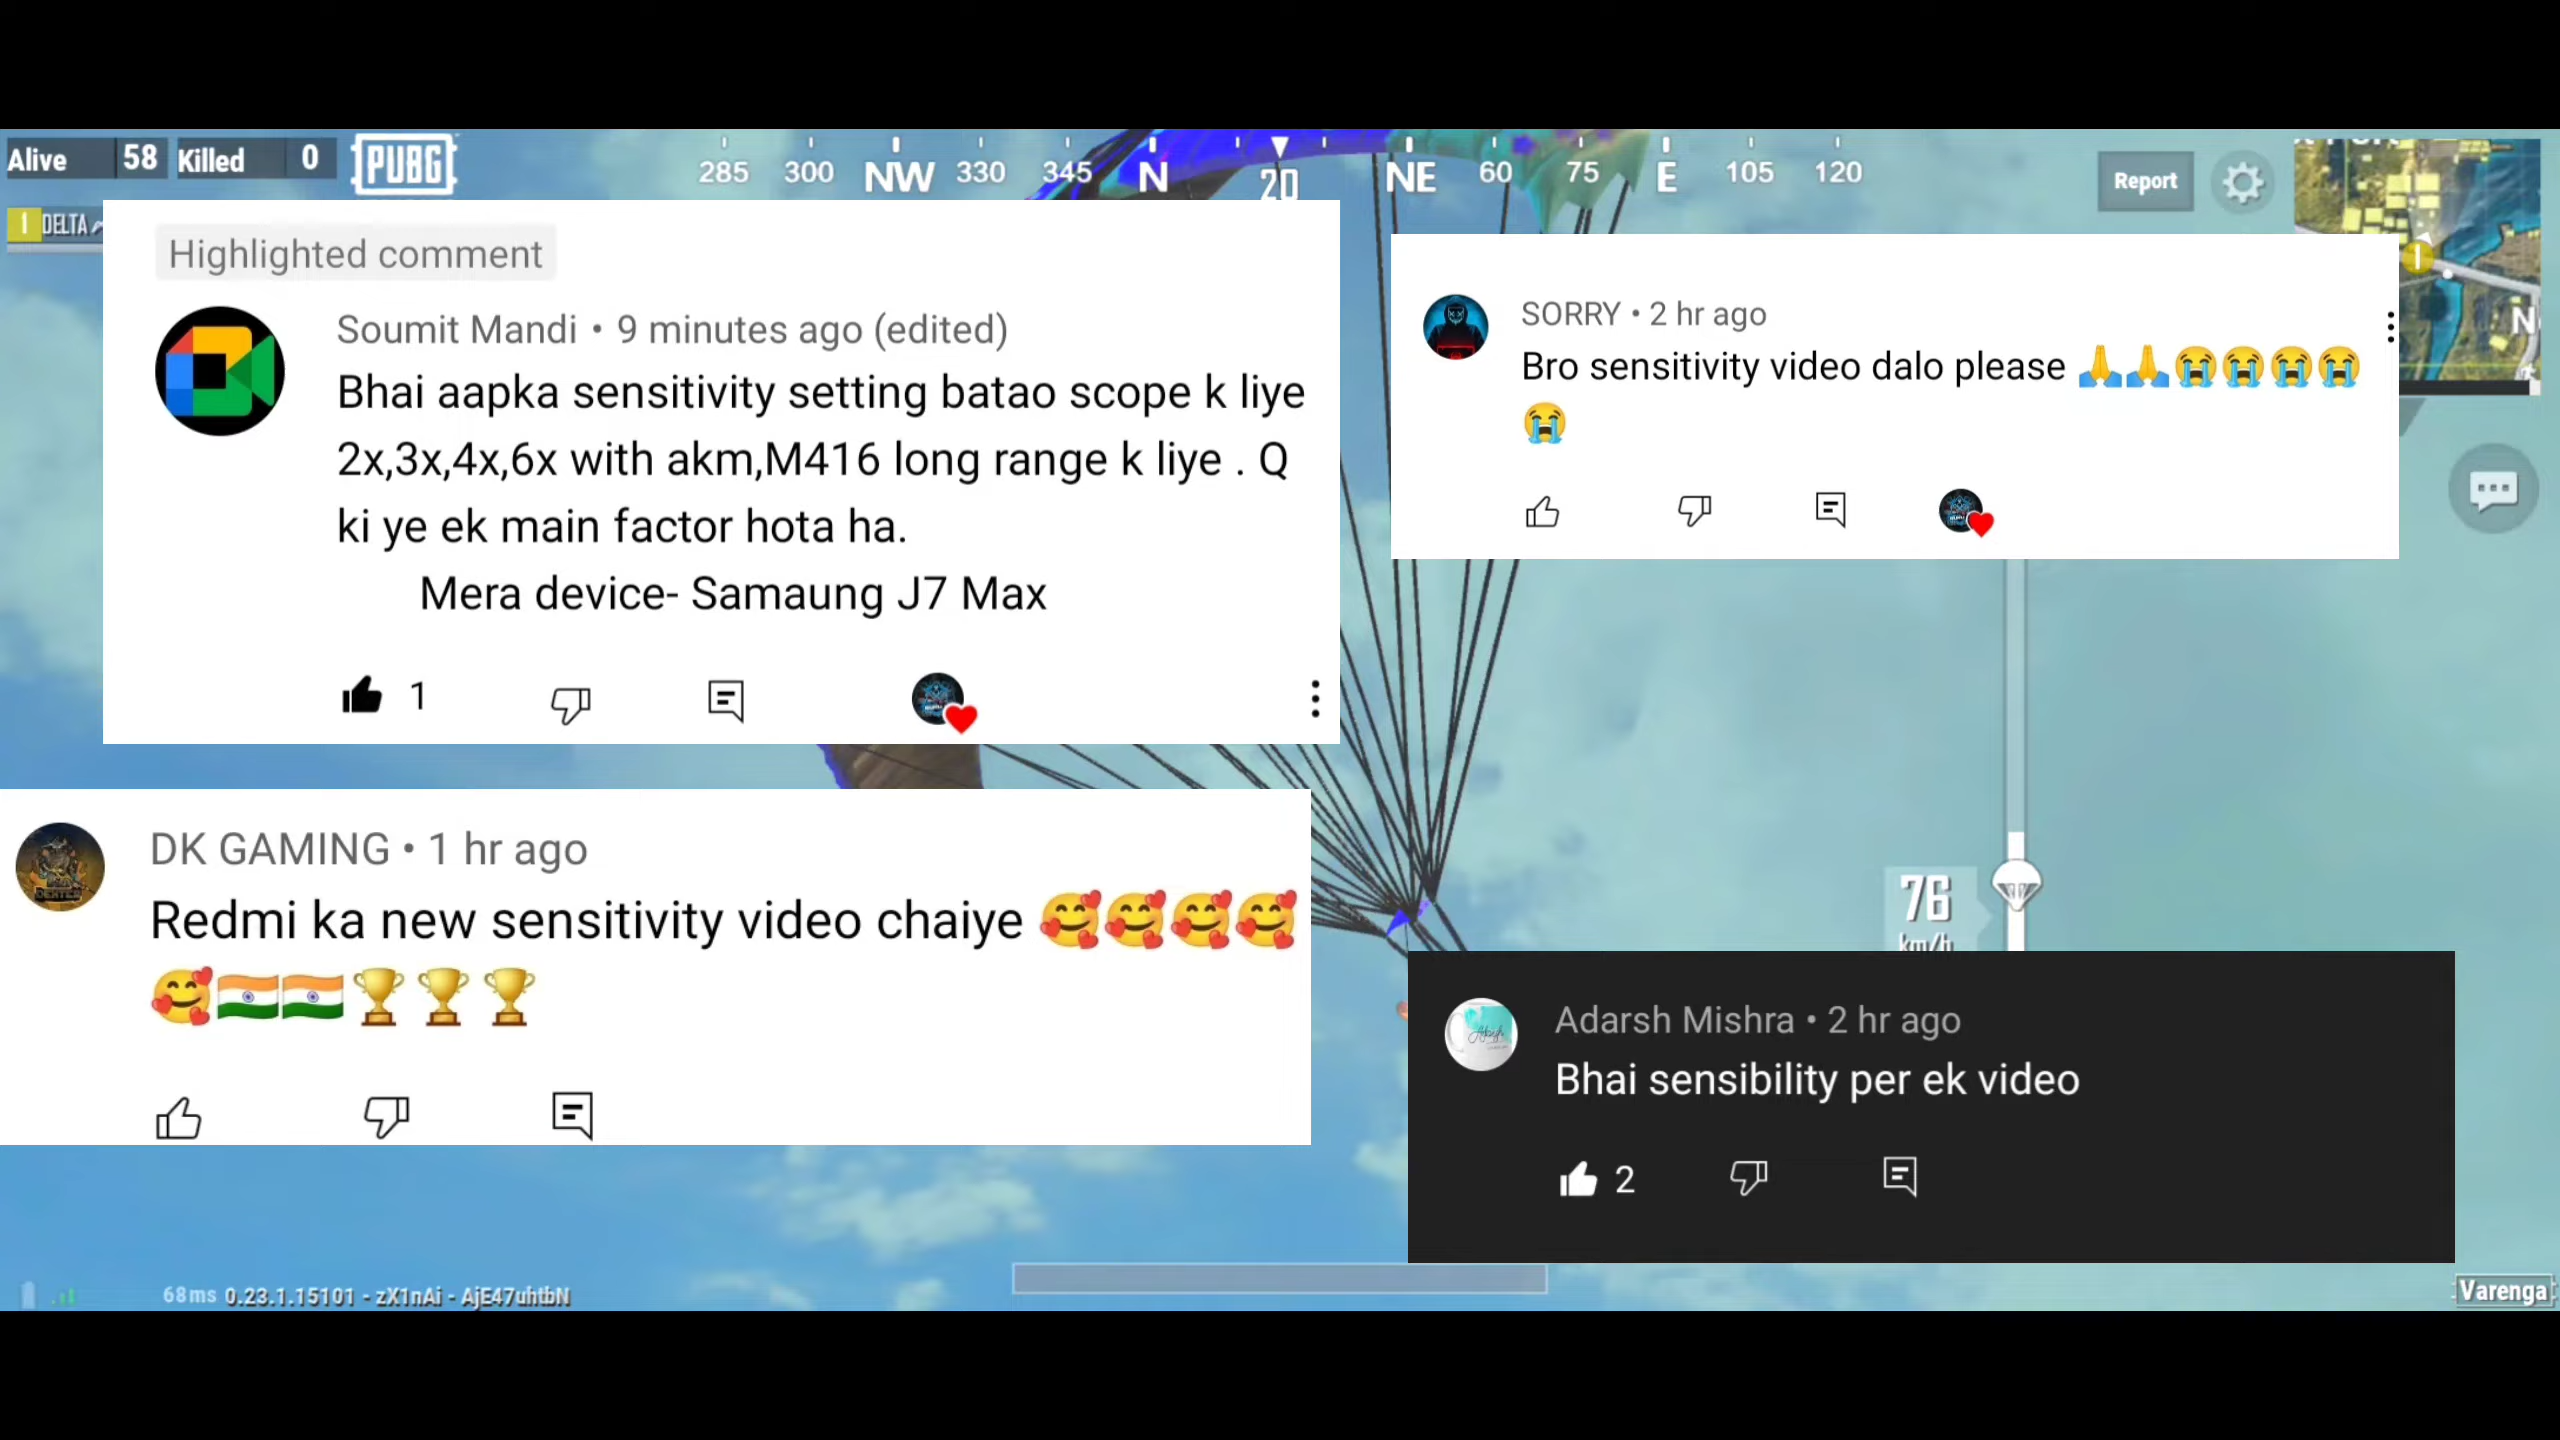 Alive 58 Killed 0 PUBG
285 300 NW 330 345 N 20 NE 60 75 E 105 120
Report
1 DELTA
Highlighted comment
Soumit Mandi • 9 minutes ago (edited)
Bhai aapka sensitivity setting batao scope k liye
2x,3x,4x,6x with akm,M416 long range k liye . Q
ki ye ek main factor hota ha.
Mera device- Samaung J7 Max
1
SORRY • 2 hr ago
Bro sensitivity video dalo please 🙏🙏😭😭😭😭
😭
N
DK GAMING • 1 hr ago
Redmi ka new sensitivity video chaiye 🥰🥰🥰🥰
🥰🇮🇳🇮🇳🏆🏆🏆
76
km/h
Adarsh Mishra • 2 hr ago
Bhai sensibility per ek video
2
68ms 0.23.1.15101 - zX1nAi - AjE47uhtbN
Varenga